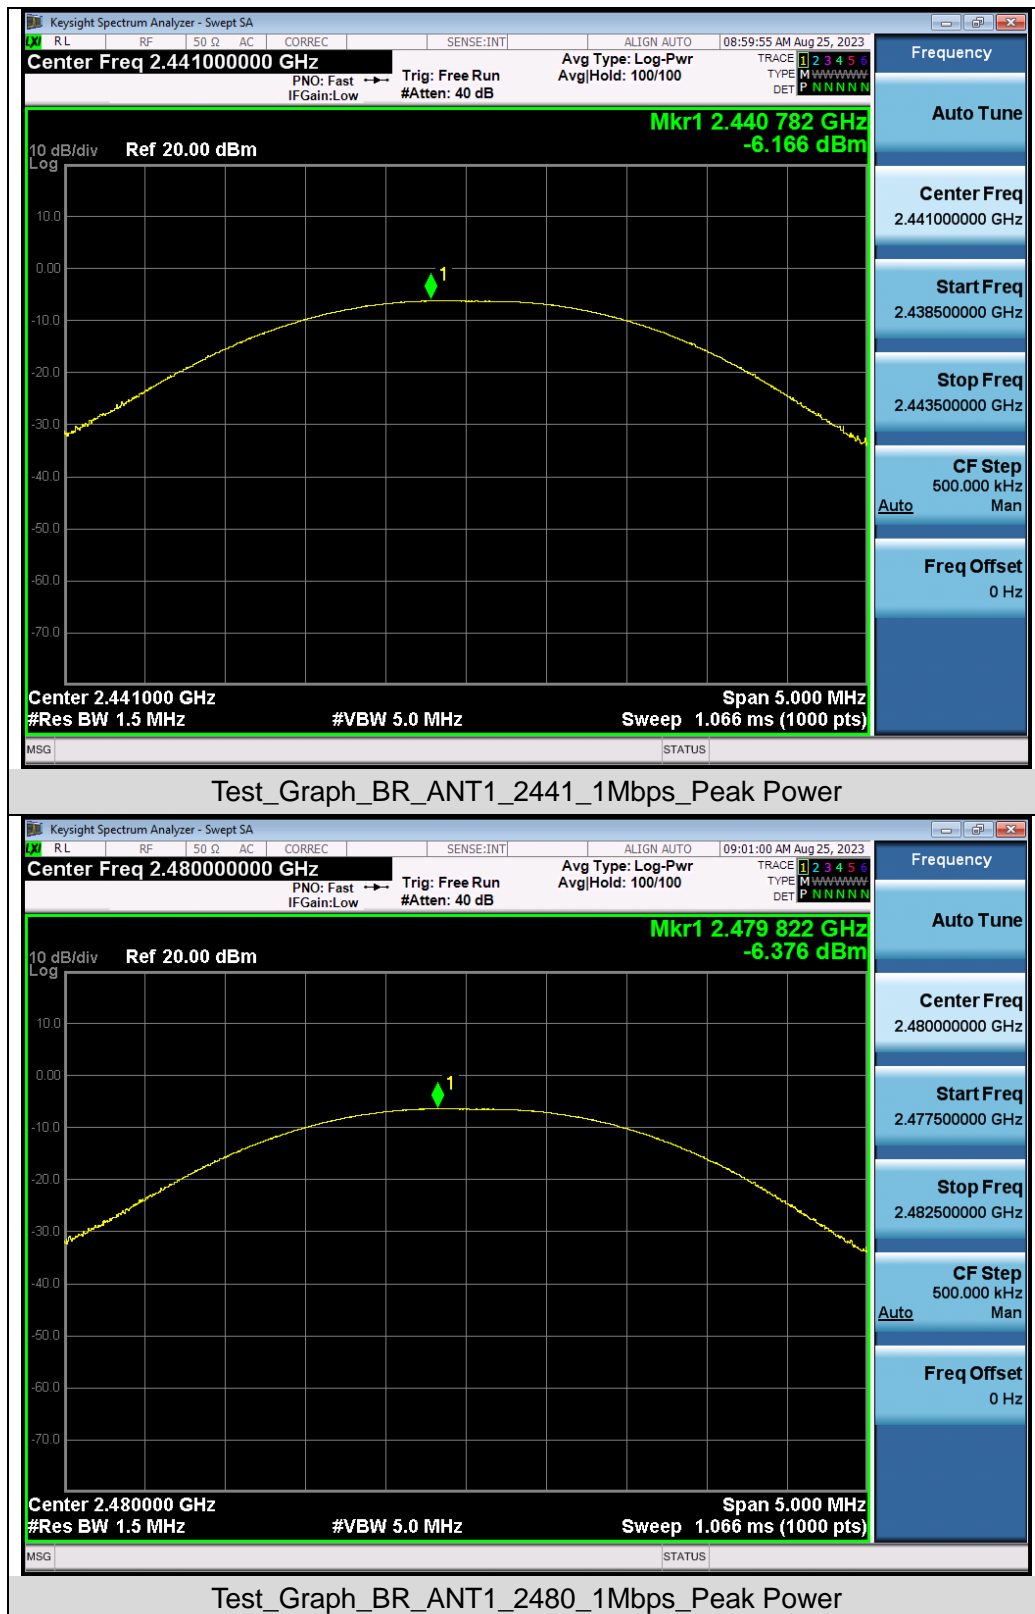 Keysight Spectrum Analyzer - Swept SA
LXI RL RF 50 Ω AC CORREC SENSE:INT ALIGN AUTO 08:59:55 AM Aug 25, 2023
Center Freq 2.441000000 GHz
PNO: Fast
IFGain:Low
Trig: Free Run
#Atten: 40 dB
Avg Type: Log-Pwr
Avg|Hold: 100/100
TRACE 1 2 3 4 5 6
TYPE M WWWWW
DET P N N N N N
Mkr1 2.440 782 GHz
-6.166 dBm
10 dB/div Ref 20.00 dBm
Log
10.0
0.00
-10.0
-20.0
-30.0
-40.0
-50.0
-60.0
-70.0
1
Center 2.441000 GHz Span 5.000 MHz
#Res BW 1.5 MHz #VBW 5.0 MHz Sweep 1.066 ms (1000 pts)
MSG STATUS
Frequency
Auto Tune
Center Freq
2.441000000 GHz
Start Freq
2.438500000 GHz
Stop Freq
2.443500000 GHz
CF Step
500.000 kHz
Auto Man
Freq Offset
0 Hz
Test_Graph_BR_ANT1_2441_1Mbps_Peak Power
Keysight Spectrum Analyzer - Swept SA
LXI RL RF 50 Ω AC CORREC SENSE:INT ALIGN AUTO 09:01:00 AM Aug 25, 2023
Center Freq 2.480000000 GHz
PNO: Fast
IFGain:Low
Trig: Free Run
#Atten: 40 dB
Avg Type: Log-Pwr
Avg|Hold: 100/100
TRACE 1 2 3 4 5 6
TYPE M WWWWW
DET P N N N N N
Mkr1 2.479 822 GHz
-6.376 dBm
10 dB/div Ref 20.00 dBm
Log
10.0
0.00
-10.0
-20.0
-30.0
-40.0
-50.0
-60.0
-70.0
1
Center 2.480000 GHz Span 5.000 MHz
#Res BW 1.5 MHz #VBW 5.0 MHz Sweep 1.066 ms (1000 pts)
MSG STATUS
Frequency
Auto Tune
Center Freq
2.480000000 GHz
Start Freq
2.477500000 GHz
Stop Freq
2.482500000 GHz
CF Step
500.000 kHz
Auto Man
Freq Offset
0 Hz
Test_Graph_BR_ANT1_2480_1Mbps_Peak Power